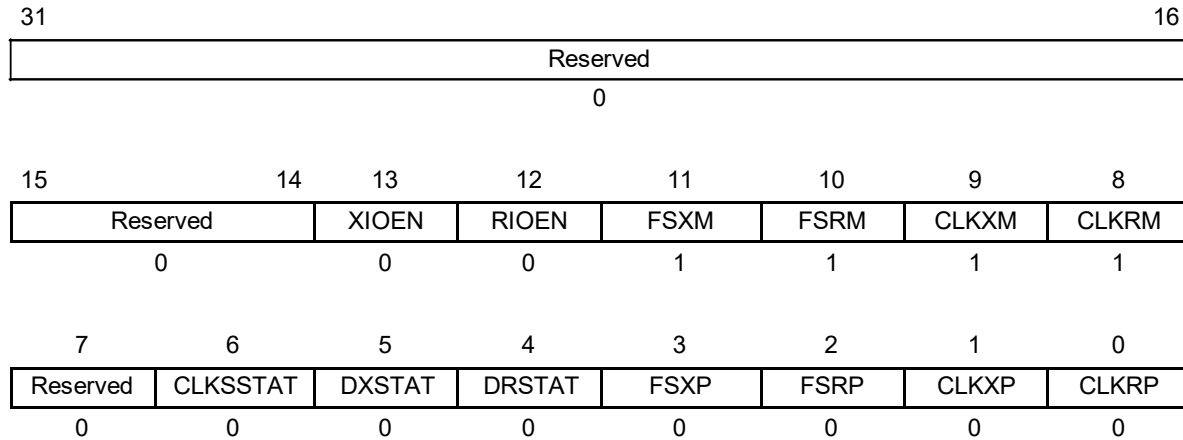 31 16
Reserved
0
15 14 13 12 11 10 9 8
Reserved XIOEN RIOEN FSXM FSRM CLKXM CLKRM
0 0 0 1 1 1 1
7 6 5 4 3 2 1 0
Reserved CLKSSTAT DXSTAT DRSTAT FSXP FSRP CLKXP CLKRP
0 0 0 0 0 0 0 0